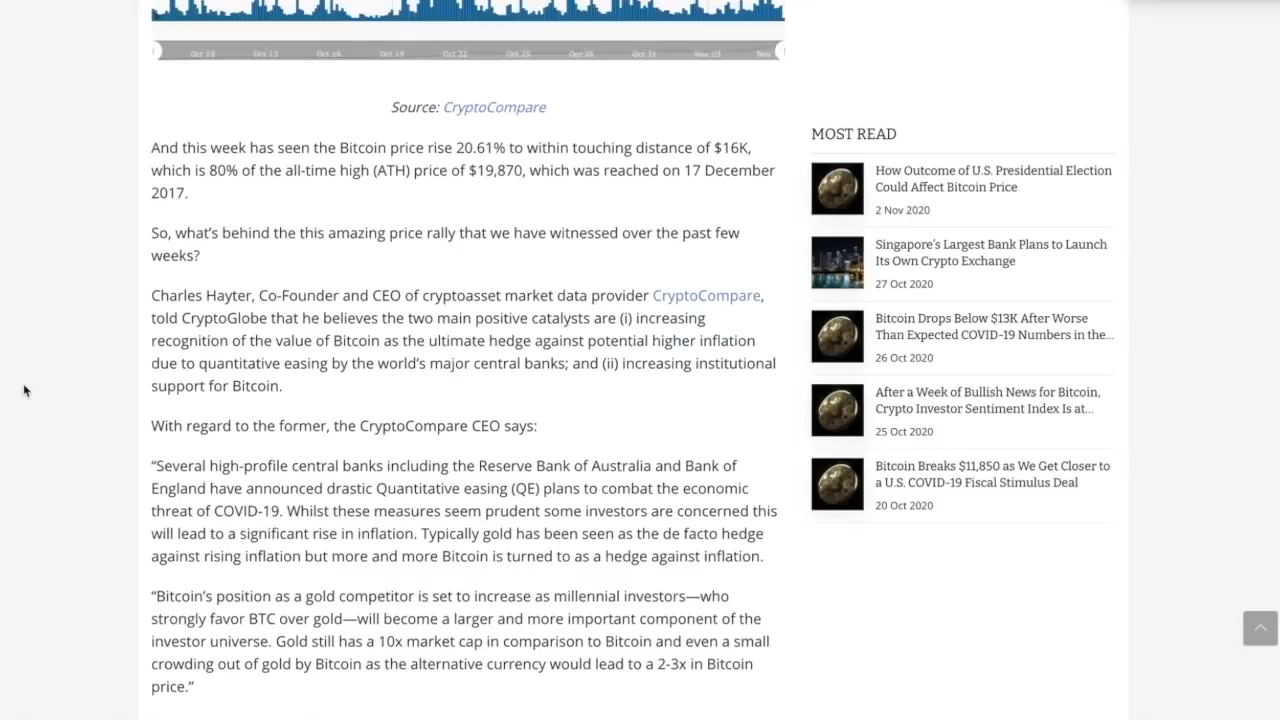 Oct 10 Oct 13 Oct 16 Oct 19 Oct 22 Oct 25 Oct 28 Oct 31 Nov 03 Nov
Source: CryptoCompare
And this week has seen the Bitcoin price rise 20.61% to within touching distance of $16K,
which is 80% of the all-time high (ATH) price of $19,870, which was reached on 17 December
2017.
So, what’s behind the this amazing price rally that we have witnessed over the past few
weeks?
Charles Hayter, Co-Founder and CEO of cryptoasset market data provider CryptoCompare,
told CryptoGlobe that he believes the two main positive catalysts are (i) increasing
recognition of the value of Bitcoin as the ultimate hedge against potential higher inflation
due to quantitative easing by the world’s major central banks; and (ii) increasing institutional
support for Bitcoin.
With regard to the former, the CryptoCompare CEO says:
“Several high-profile central banks including the Reserve Bank of Australia and Bank of
England have announced drastic Quantitative easing (QE) plans to combat the economic
threat of COVID-19. Whilst these measures seem prudent some investors are concerned this
will lead to a significant rise in inflation. Typically gold has been seen as the de facto hedge
against rising inflation but more and more Bitcoin is turned to as a hedge against inflation.
“Bitcoin’s position as a gold competitor is set to increase as millennial investors—who
strongly favor BTC over gold—will become a larger and more important component of the
investor universe. Gold still has a 10x market cap in comparison to Bitcoin and even a small
crowding out of gold by Bitcoin as the alternative currency would lead to a 2-3x in Bitcoin
price.”
MOST READ
How Outcome of U.S. Presidential Election
Could Affect Bitcoin Price
2 Nov 2020
Singapore’s Largest Bank Plans to Launch
Its Own Crypto Exchange
27 Oct 2020
Bitcoin Drops Below $13K After Worse
Than Expected COVID-19 Numbers in the...
26 Oct 2020
After a Week of Bullish News for Bitcoin,
Crypto Investor Sentiment Index Is at...
25 Oct 2020
Bitcoin Breaks $11,850 as We Get Closer to
a U.S. COVID-19 Fiscal Stimulus Deal
20 Oct 2020